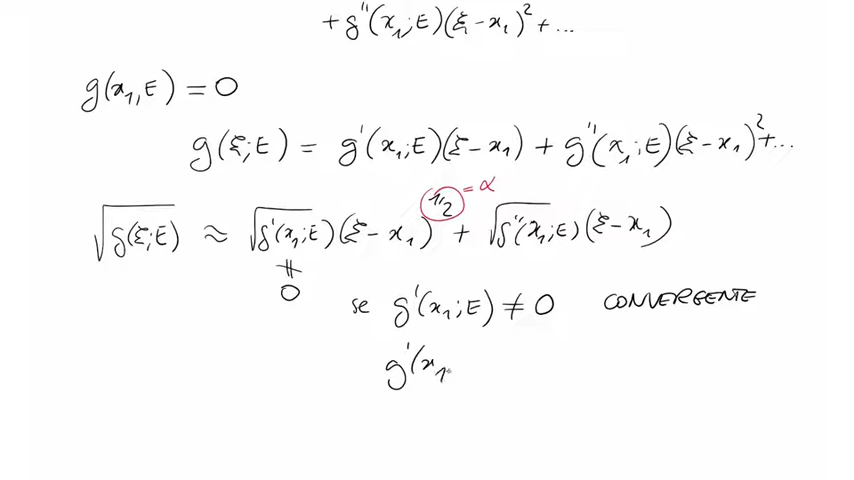 + g''(x₁;E)(ξ-x₁)² + ...
g(x₁,E) = 0
g(ξ;E) = g'(x₁;E)(ξ-x₁) + g''(x₁;E)(ξ-x₁)² + ...
√g(ξ;E) ≈ √g'(x₁;E) (ξ-x₁)^1/2 = α + √g''(x₁;E) (ξ-x₁)
≠
0
se g'(x₁;E) ≠ 0 CONVERGENTE
g'(x₁